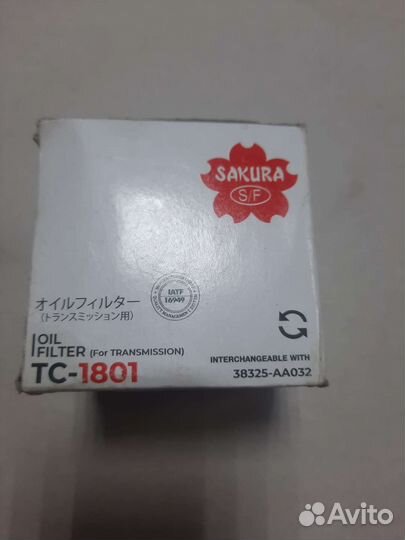 SAKURA
S/F
オイルフィルター
(トランスミッション用)
IATF
16949
OIL
FILTER (For TRANSMISSION)
TC-1801
INTERCHANGEABLE WITH
38325-AA032
Avito